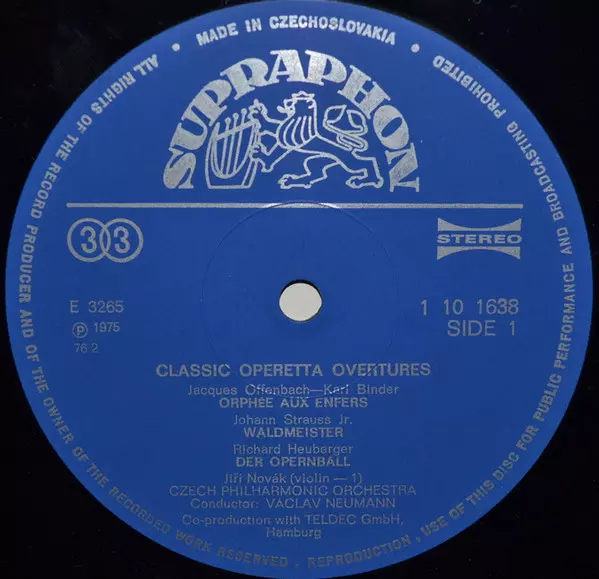 ALL RIGHTS OF THE RECORD PRODUCER AND OF THE OWNER OF THE RECORDED WORK RESERVED . REPRODUCTION, USE OF THIS DISC FOR PUBLIC PERFORMANCE AND BROADCASTING PROHIBITED
• MADE IN CZECHOSLOVAKIA •
SUPRAPHON
33
STEREO
E 3265
℗ 1975
76 2
1 10 1638
SIDE 1
CLASSIC OPERETTA OVERTURES
Jacques Offenbach—Karl Binder
ORPHÉE AUX ENFERS
Johann Strauss Jr.
WALDMEISTER
Richard Heuberger
DER OPERNBALL
Jiří Novák (violin — 1)
CZECH PHILHARMONIC ORCHESTRA
Conductor: VÁCLAV NEUMANN
Co-production with TELDEC GmbH,
Hamburg